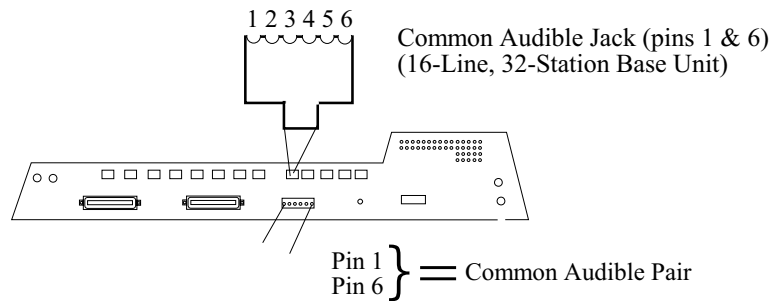 1 2 3 4 5 6
Common Audible Jack (pins 1 & 6)
(16-Line, 32-Station Base Unit)
Pin 1
Pin 6
Common Audible Pair